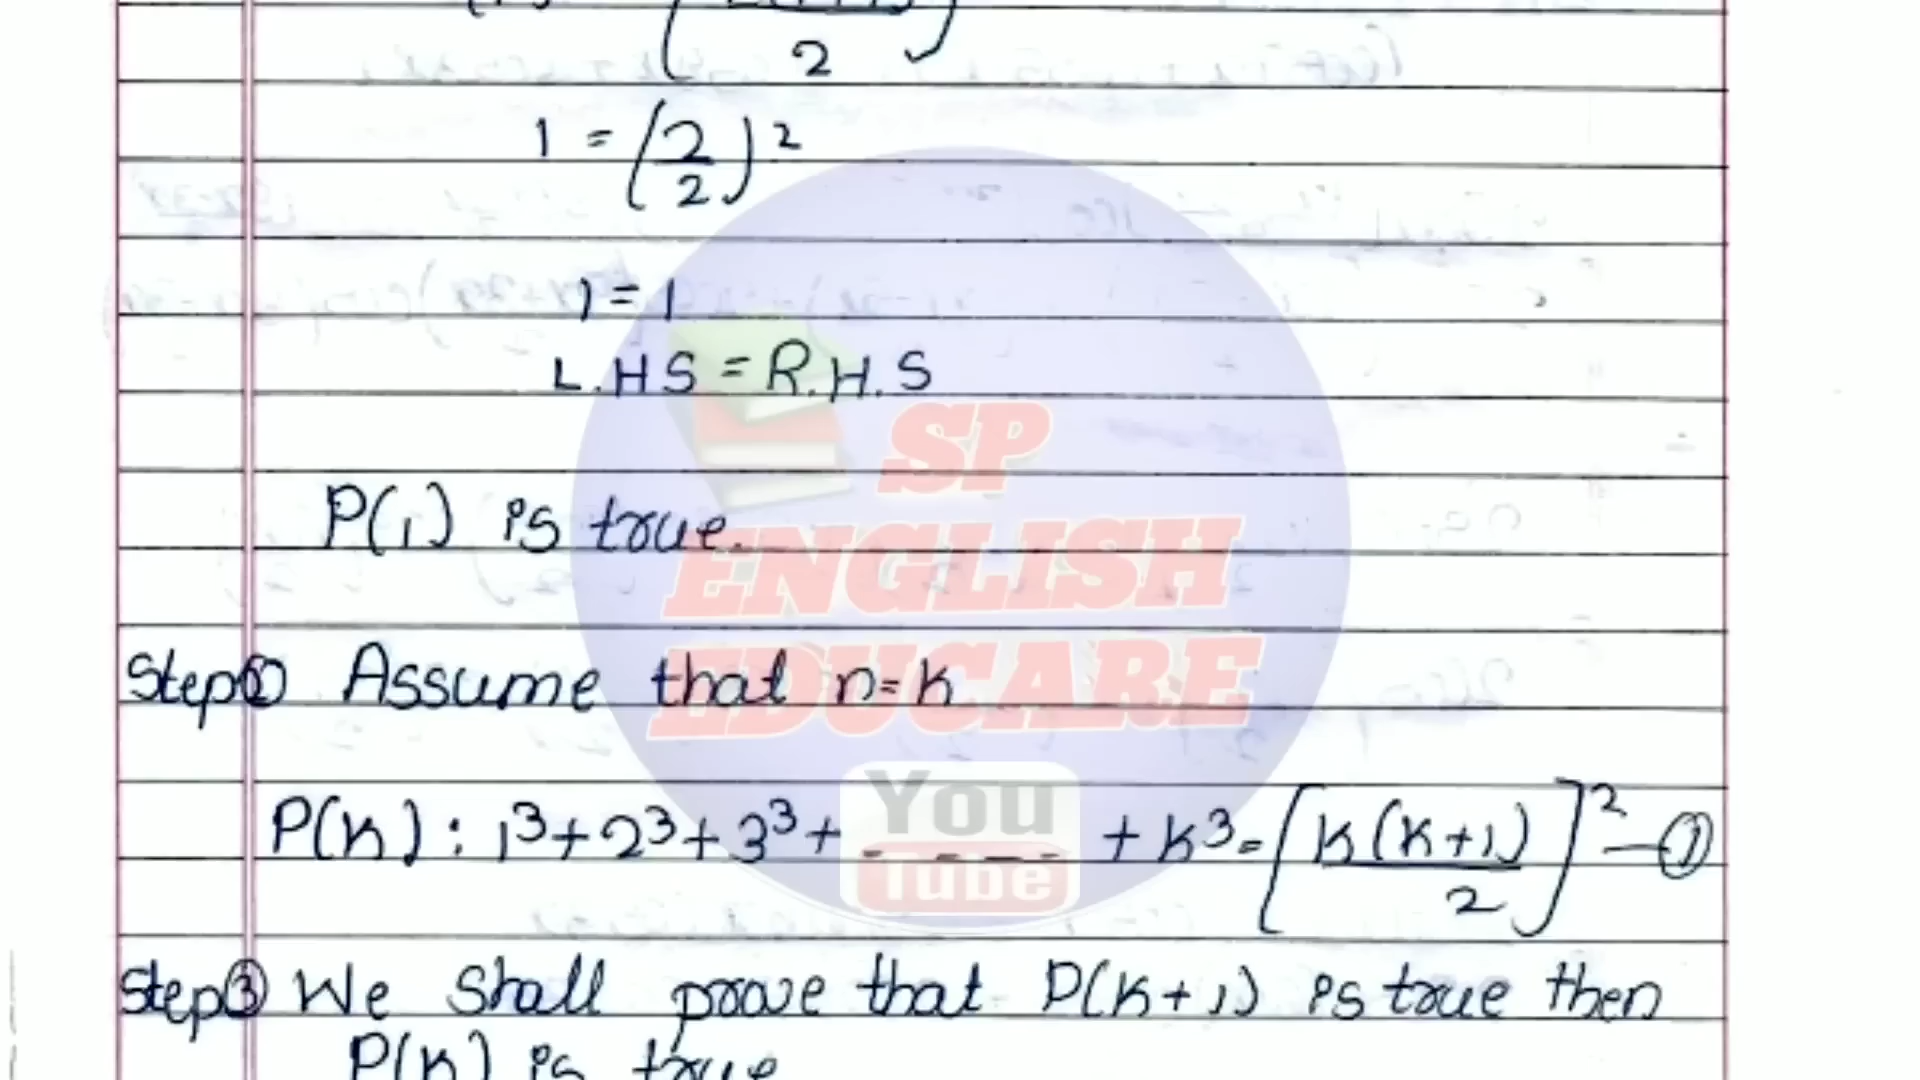 2
1 = (2/2)²
1 = 1
L.HS = R.H.S
SP
P(1) is true.
ENGLISH
EDUCARE
Step② Assume that n=k
You
P(k) : 1³+2³+3³+ ----- + k³ = [k(k+1)/2]² —①
Tube
Step③ We shall prove that P(k+1) is true then
P(k) is true